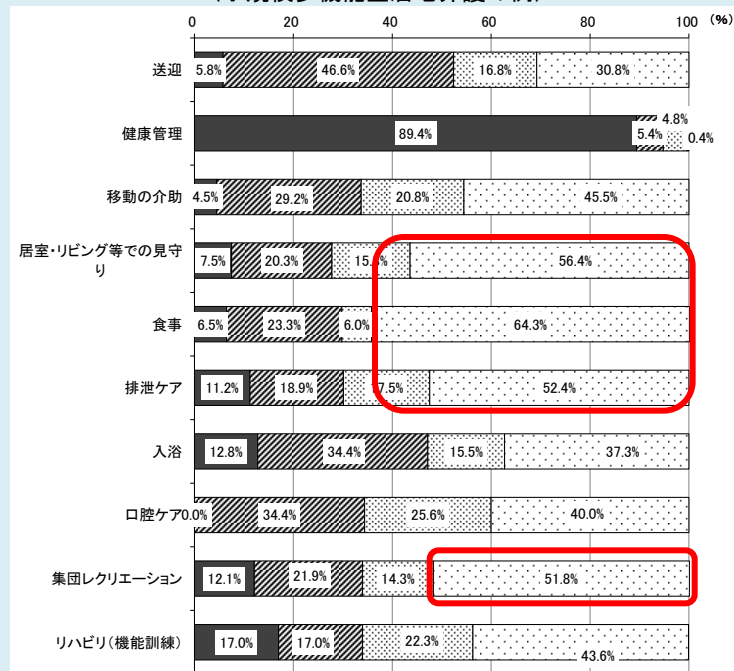 0 20 40 60 80 100 (%)
送迎 5.8% 46.6% 16.8% 30.8%
健康管理 89.4% 5.4% 4.8% 0.4%
移動の介助 4.5% 29.2% 20.8% 45.5%
居室・リビング等での見守
り 7.5% 20.3% 56.4%
食事 6.5% 23.3% 6.0% 64.3%
排泄ケア 11.2% 18.9% 17.5% 52.4%
入浴 12.8% 34.4% 15.5% 37.3%
口腔ケア 0.0% 34.4% 25.6% 40.0%
集団レクリエーション 12.1% 21.9% 14.3% 51.8%
リハビリ(機能訓練) 17.0% 17.0% 22.3% 43.6%